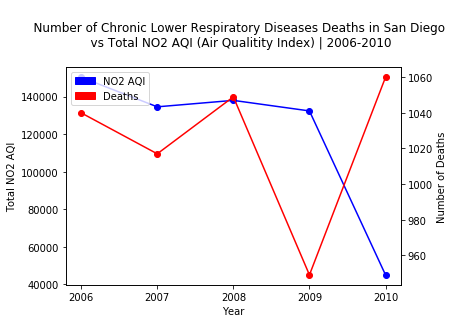 Number of Chronic Lower Respiratory Diseases Deaths in San Diego
vs Total NO2 AQI (Air Qualitity Index) | 2006-2010
NO2 AQI
Deaths
Total NO2 AQI
140000
120000
100000
80000
60000
40000
1060
1040
1020
1000
980
960
Number of Deaths
2006 2007 2008 2009 2010
Year